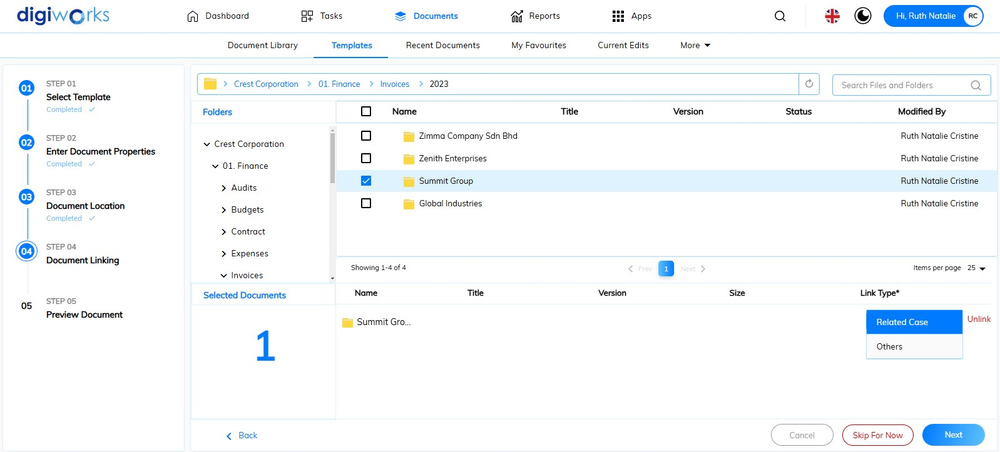 digiworks
Dashboard
Tasks
Documents
Reports
Apps
Hi, Ruth Natalie RC
Document Library
Templates
Recent Documents
My Favourites
Current Edits
More
01 STEP 01
Select Template
Completed
02 STEP 02
Enter Document Properties
Completed
03 STEP 03
Document Location
Completed
04 STEP 04
Document Linking
05 STEP 05
Preview Document
Crest Corporation > 01. Finance > Invoices > 2023
Search Files and Folders
Folders
Crest Corporation
01. Finance
Audits
Budgets
Contract
Expenses
Invoices
Name Title Version Status Modified By
Zimma Company Sdn Bhd Ruth Natalie Cristine
Zenith Enterprises Ruth Natalie Cristine
Summit Group Ruth Natalie Cristine
Global Industries Ruth Natalie Cristine
Showing 1-4 of 4
Prev 1 Next
Items per page 25
Selected Documents
1
Name Title Version Size Link Type*
Summit Gro...
Related Case
Others
Unlink
Back
Cancel
Skip For Now
Next